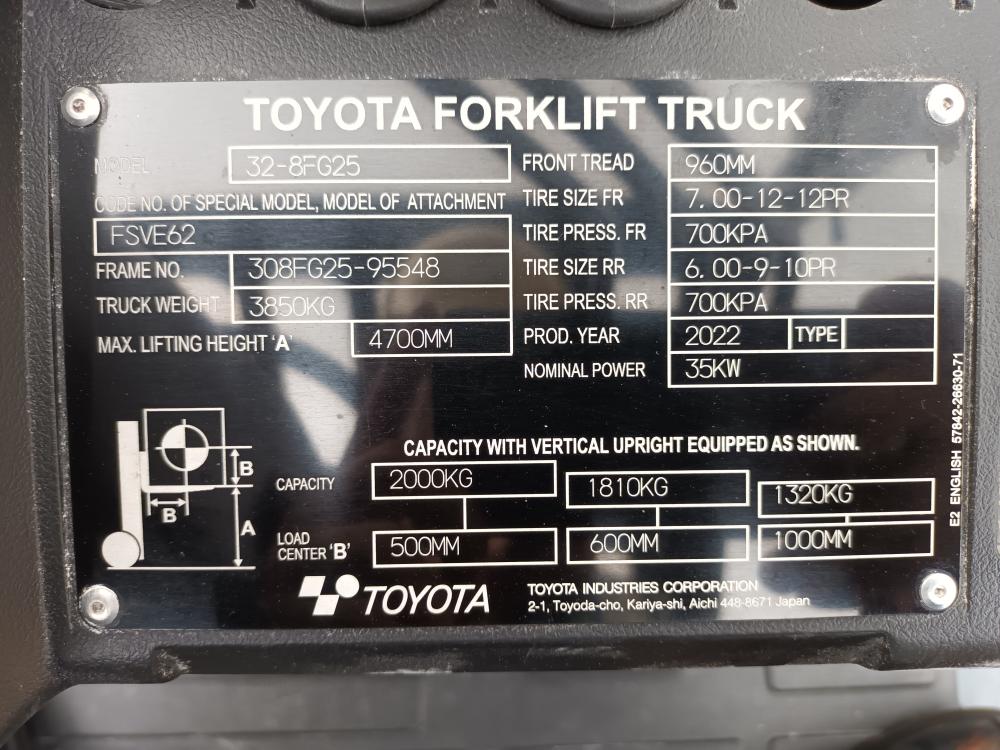 TOYOTA FORKLIFT TRUCK
MODEL 32-8FG25
CODE NO. OF SPECIAL MODEL, MODEL OF ATTACHMENT
FSVE62
FRAME NO. 308FG25-95548
TRUCK WEIGHT 3850KG
MAX. LIFTING HEIGHT 'A' 4700MM
FRONT TREAD 960MM
TIRE SIZE FR 7.00-12-12PR
TIRE PRESS. FR 700KPA
TIRE SIZE RR 6.00-9-10PR
TIRE PRESS. RR 700KPA
PROD. YEAR 2022 TYPE
NOMINAL POWER 35KW
B
B
A
CAPACITY WITH VERTICAL UPRIGHT EQUIPPED AS SHOWN.
CAPACITY 2000KG 1810KG 1320KG
LOAD
CENTER 'B' 500MM 600MM 1000MM
TOYOTA
TOYOTA INDUSTRIES CORPORATION
2-1, Toyoda-cho, Kariya-shi, Aichi 448-8671 Japan
E2 ENGLISH 57842-26630-71